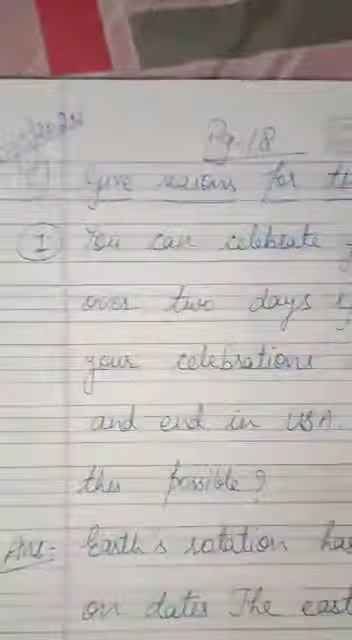 Pg. 18
Give reasons for
1 You can celebrate
over two days
your celebrations
and end in USA.
this possible?
Ans:- Earth's rotation has
on dates The east